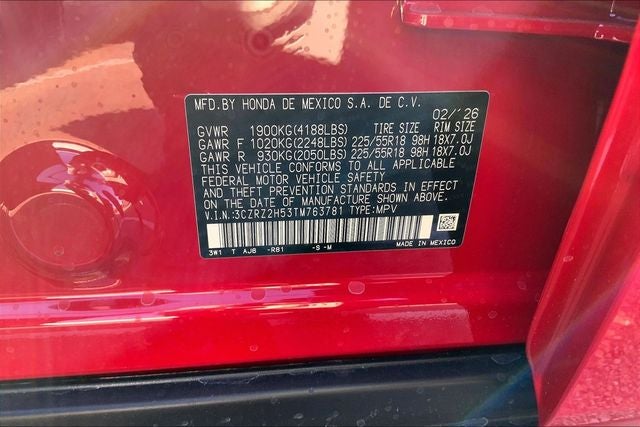 MFD.BY HONDA DE MEXICO S.A. DE C.V.
02/'26
GVWR 1900KG(4188LBS) TIRE SIZE RIM SIZE
GAWR F 1020KG(2248LBS) 225/55R18 98H 18X7.0J
GAWR R 930KG(2050LBS) 225/55R18 98H 18X7.0J
THIS VEHICLE CONFORMS TO ALL APPLICABLE
FEDERAL MOTOR VEHICLE SAFETY
AND THEFT PREVENTION STANDARDS IN EFFECT
ON THE DATE OF MANUFACTURE SHOWN ABOVE.
V.I.N.:3CZRZ2H53TM763781 TYPE:MPV
3W1 T AJ8 -R81 -S -M MADE IN MEXICO